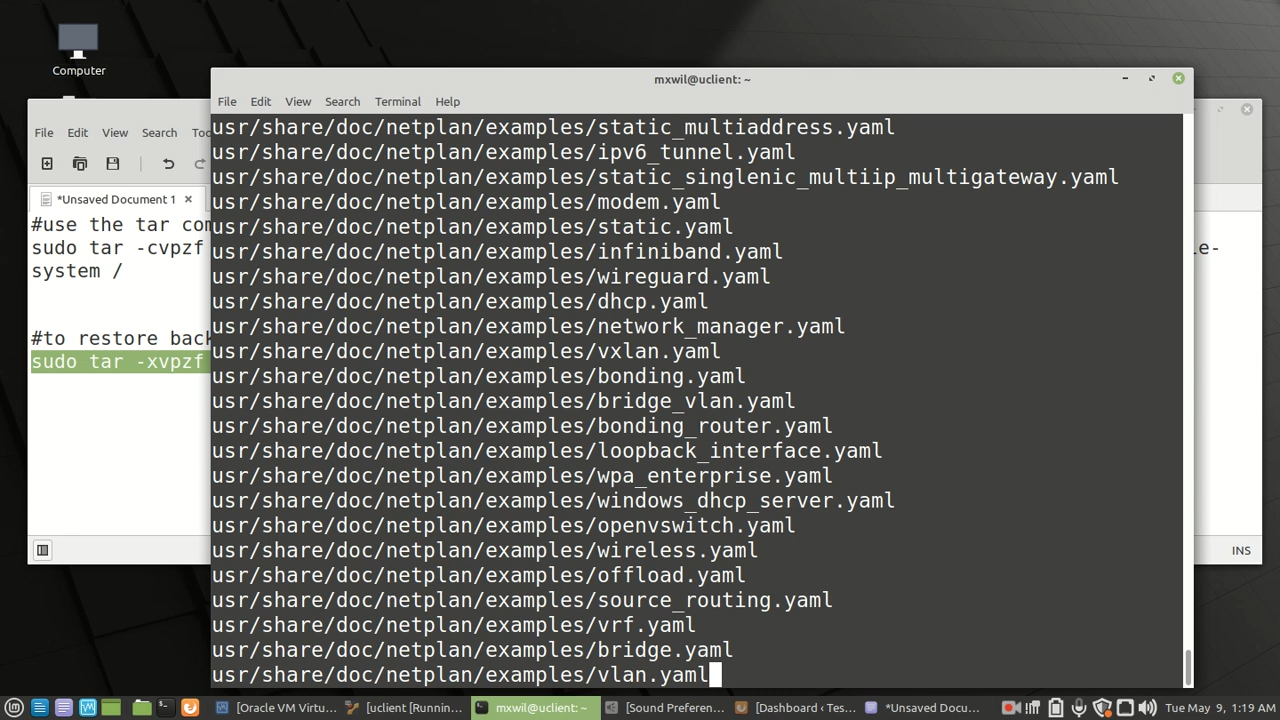 Computer
mxwil@uclient: ~
File Edit View Search Terminal Help
File Edit View Search
*Unsaved Document 1
#use the tar
sudo tar -cvpzf
system /
#to restore
sudo tar -xvpzf
usr/share/doc/netplan/examples/static_multiaddress.yaml
usr/share/doc/netplan/examples/ipv6_tunnel.yaml
usr/share/doc/netplan/examples/static_singlenic_multiip_multigateway.yaml
usr/share/doc/netplan/examples/modem.yaml
usr/share/doc/netplan/examples/static.yaml
usr/share/doc/netplan/examples/infiniband.yaml
usr/share/doc/netplan/examples/wireguard.yaml
usr/share/doc/netplan/examples/dhcp.yaml
usr/share/doc/netplan/examples/network_manager.yaml
usr/share/doc/netplan/examples/vxlan.yaml
usr/share/doc/netplan/examples/bonding.yaml
usr/share/doc/netplan/examples/bridge_vlan.yaml
usr/share/doc/netplan/examples/bonding_router.yaml
usr/share/doc/netplan/examples/loopback_interface.yaml
usr/share/doc/netplan/examples/wpa_enterprise.yaml
usr/share/doc/netplan/examples/windows_dhcp_server.yaml
usr/share/doc/netplan/examples/openvswitch.yaml
usr/share/doc/netplan/examples/wireless.yaml
usr/share/doc/netplan/examples/offload.yaml
usr/share/doc/netplan/examples/source_routing.yaml
usr/share/doc/netplan/examples/vrf.yaml
usr/share/doc/netplan/examples/bridge.yaml
usr/share/doc/netplan/examples/vlan.yaml
INS
[Oracle VM Virtu... [uclient [Running... mxwil@uclient: ~ [Sound Preferen... [Dashboard ‹ Tes... *Unsaved Docu... Tue May 9, 1:19 AM